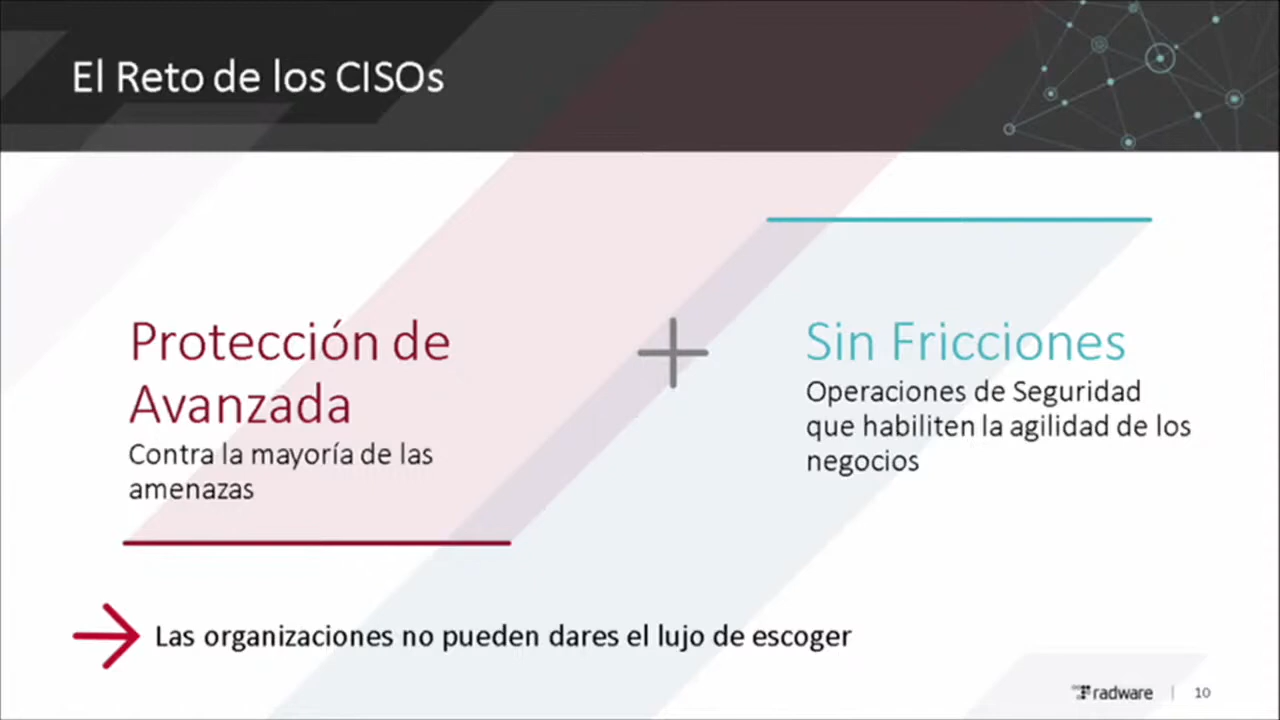 El Reto de los CISOs
Protección de
Avanzada
Contra la mayoría de las
amenazas
Sin Fricciones
Operaciones de Seguridad
que habiliten la agilidad de los
negocios
Las organizaciones no pueden dares el lujo de escoger
radware
10